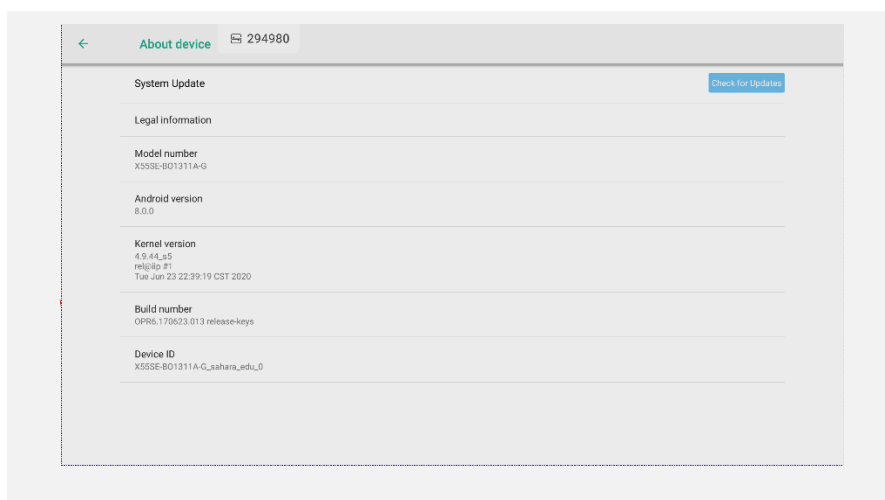 About device
294980
System Update
Check for Updates
Legal information
Model number
X55SE-BO1311A-G
Android version
8.0.0
Kernel version
4.9.44_s5
rel@iip #1
Tue Jun 23 22:39:19 CST 2020
Build number
OPR6.170623.013 release-keys
Device ID
X55SE-BO1311A-G_sahara_edu_0